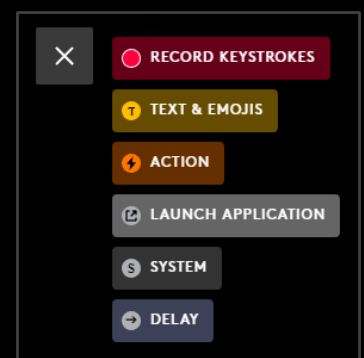 RECORD KEYSTROKES
T TEXT & EMOJIS
ACTION
LAUNCH APPLICATION
S SYSTEM
DELAY